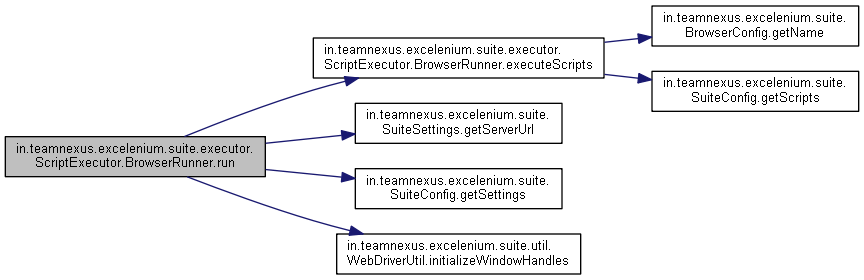 in.teamnexus.excelenium.suite.executor.
ScriptExecutor.BrowserRunner.run
in.teamnexus.excelenium.suite.executor.
ScriptExecutor.BrowserRunner.executeScripts
in.teamnexus.excelenium.suite.
BrowserConfig.getName
in.teamnexus.excelenium.suite.
SuiteConfig.getScripts
in.teamnexus.excelenium.suite.
SuiteSettings.getServerUrl
in.teamnexus.excelenium.suite.
SuiteConfig.getSettings
in.teamnexus.excelenium.suite.util.
WebDriverUtil.initializeWindowHandles